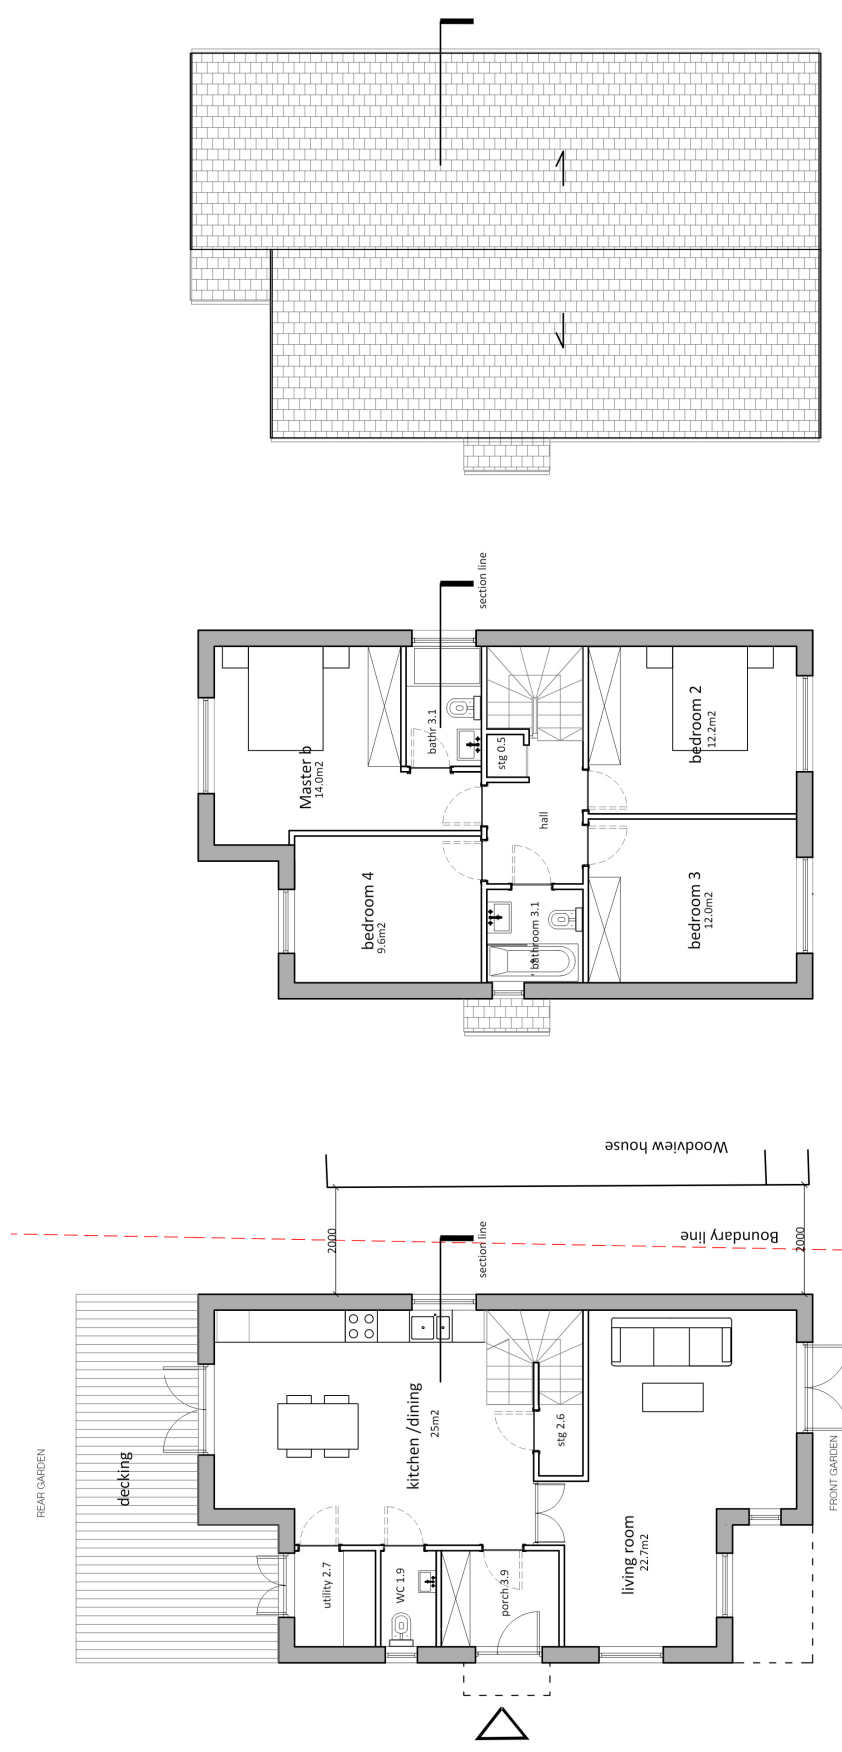 section line
Master b
14.0m2
bathr 3.1
stg 0.5
bedroom 2
12.2m2
hall
bedroom 4
9.6m2
bathroom 3.1
bedroom 3
12.0m2
Woodview house
Boundary line
2000
2000
section line
REAR GARDEN
decking
kitchen /dining
25m2
stg 2.6
FRONT GARDEN
utility 2.7
WC 1.9
porch 3.9
living room
22.7m2